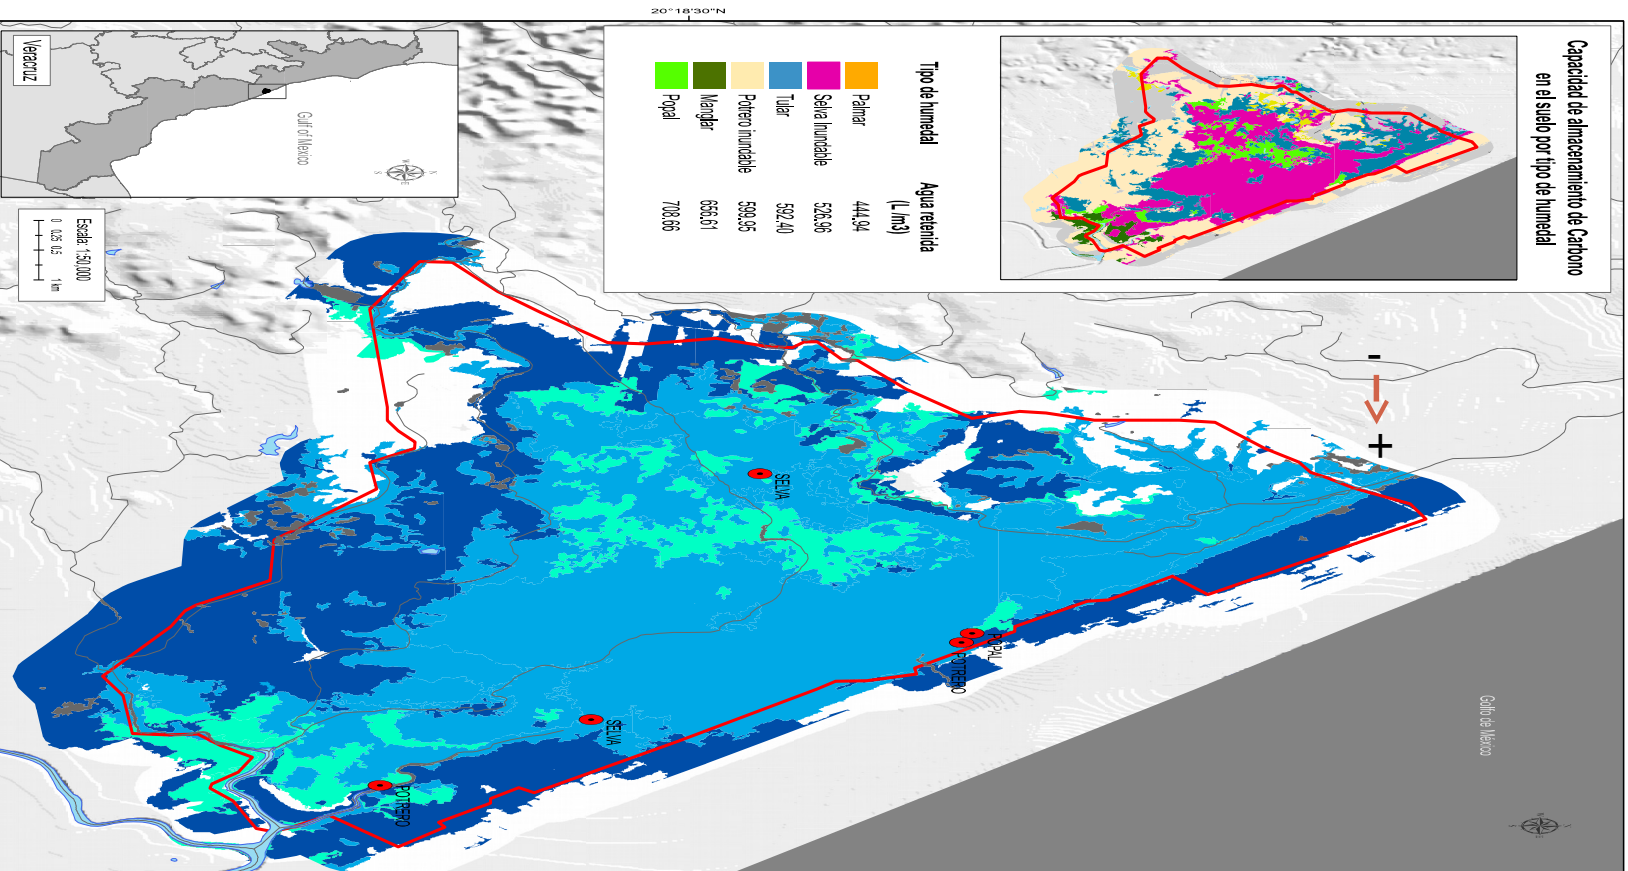 20°18'30"N
Capacidad de almacenamiento de Carbono
en el suelo por tipo de humedal
Tipo de humedal
Agua retenida
(L /m3)
Palmar 444.94
Selva Inundable 526.96
Tular 592.40
Potrero inundable 599.95
Manglar 656.61
Popal 708.66
Veracruz
Gulf of Mexico
N
E
S
W
Escala: 1:50,000
0 0.25 0.5 1 km
-
+
SELVA
POPAL
POTRERO
SELVA
POTRERO
Golfo de México